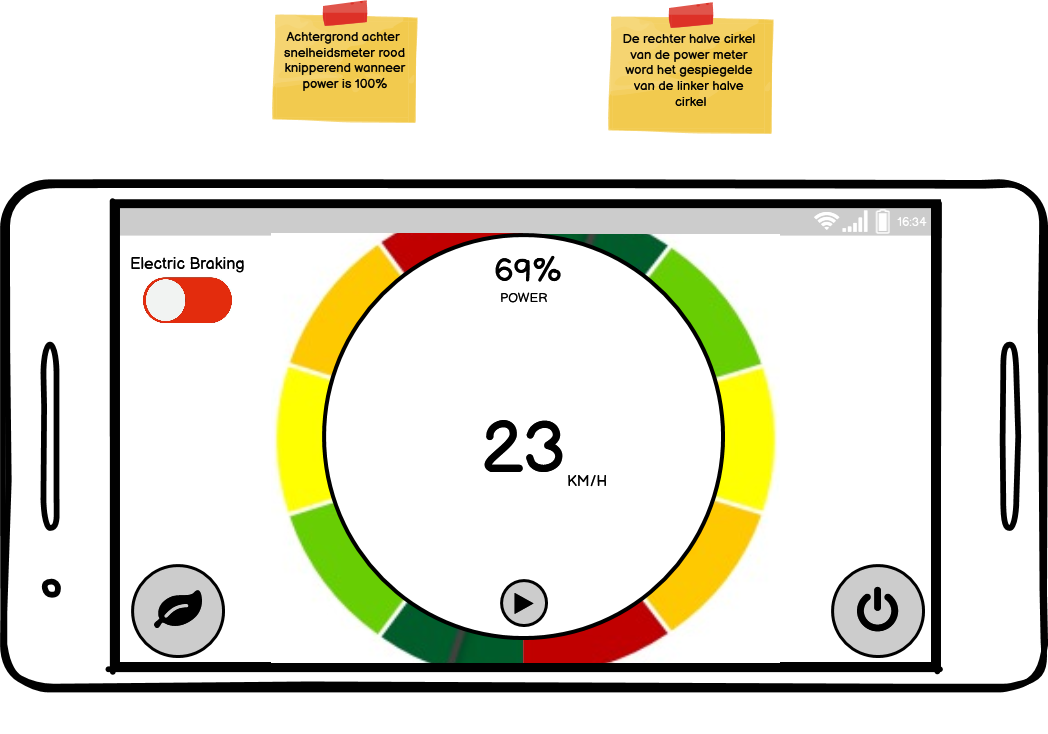 Achtergrond achter
snelheidsmeter rood
knipperend wanneer
power is 100%
De rechter halve cirkel
van de power meter
word het gespiegelde
van de linker halve
cirkel
16:34
Electric Braking
69%
POWER
23
KM/H